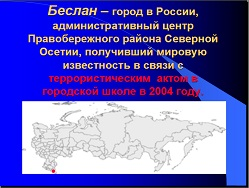 Беслан – город в России,
административный центр
Правобережного района Северной
Осетии, получивший мировую
известность в связи с
террористическим актом в
городской школе в 2004 году.